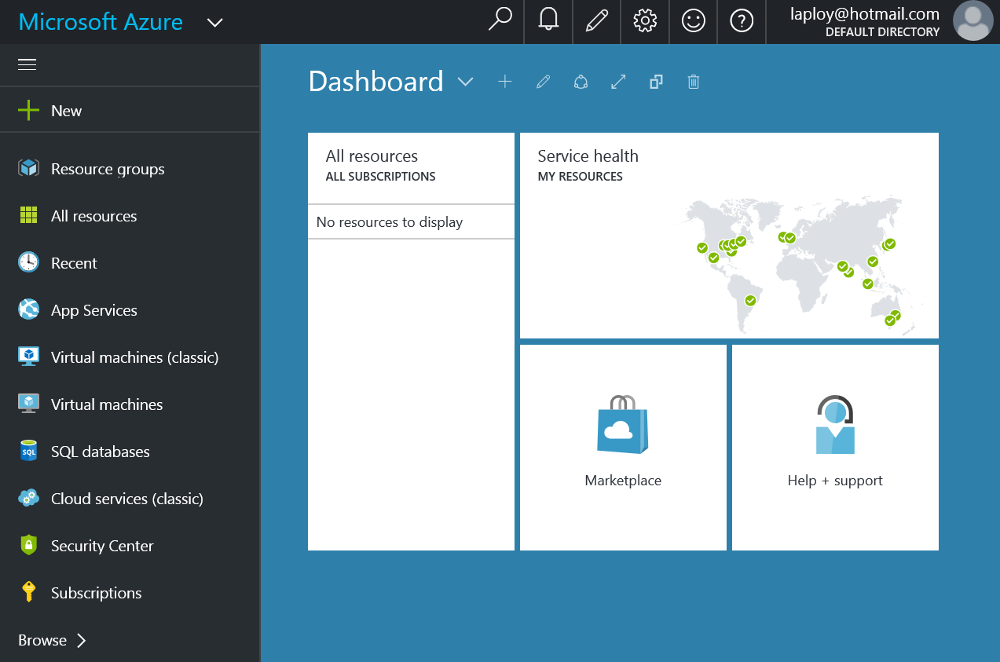 Microsoft Azure
laploy@hotmail.com
DEFAULT DIRECTORY
New
Resource groups
All resources
Recent
App Services
Virtual machines (classic)
Virtual machines
SQL
SQL databases
Cloud services (classic)
Security Center
Subscriptions
Browse
Dashboard
All resources
ALL SUBSCRIPTIONS
No resources to display
Service health
MY RESOURCES
Marketplace
Help + support